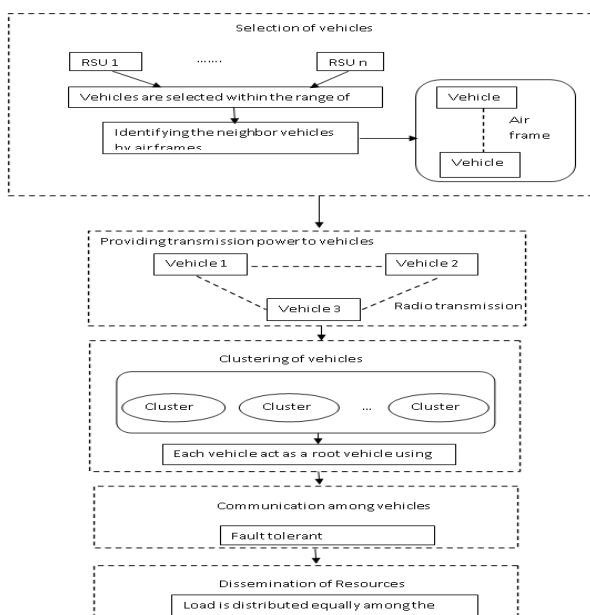 Selection of vehicles
RSU 1
.......
RSU n
Vehicles are selected within the range of
Identifying the neighbor vehicles
by airframes
Vehicle
Air
frame
Vehicle
Providing transmission power to vehicles
Vehicle 1
Vehicle 2
Vehicle 3
Radio transmission
Clustering of vehicles
Cluster
Cluster
...
Cluster
Each vehicle act as a root vehicle using
Communication among vehicles
Fault tolerant
Dissemination of Resources
Load is distributed equally among the